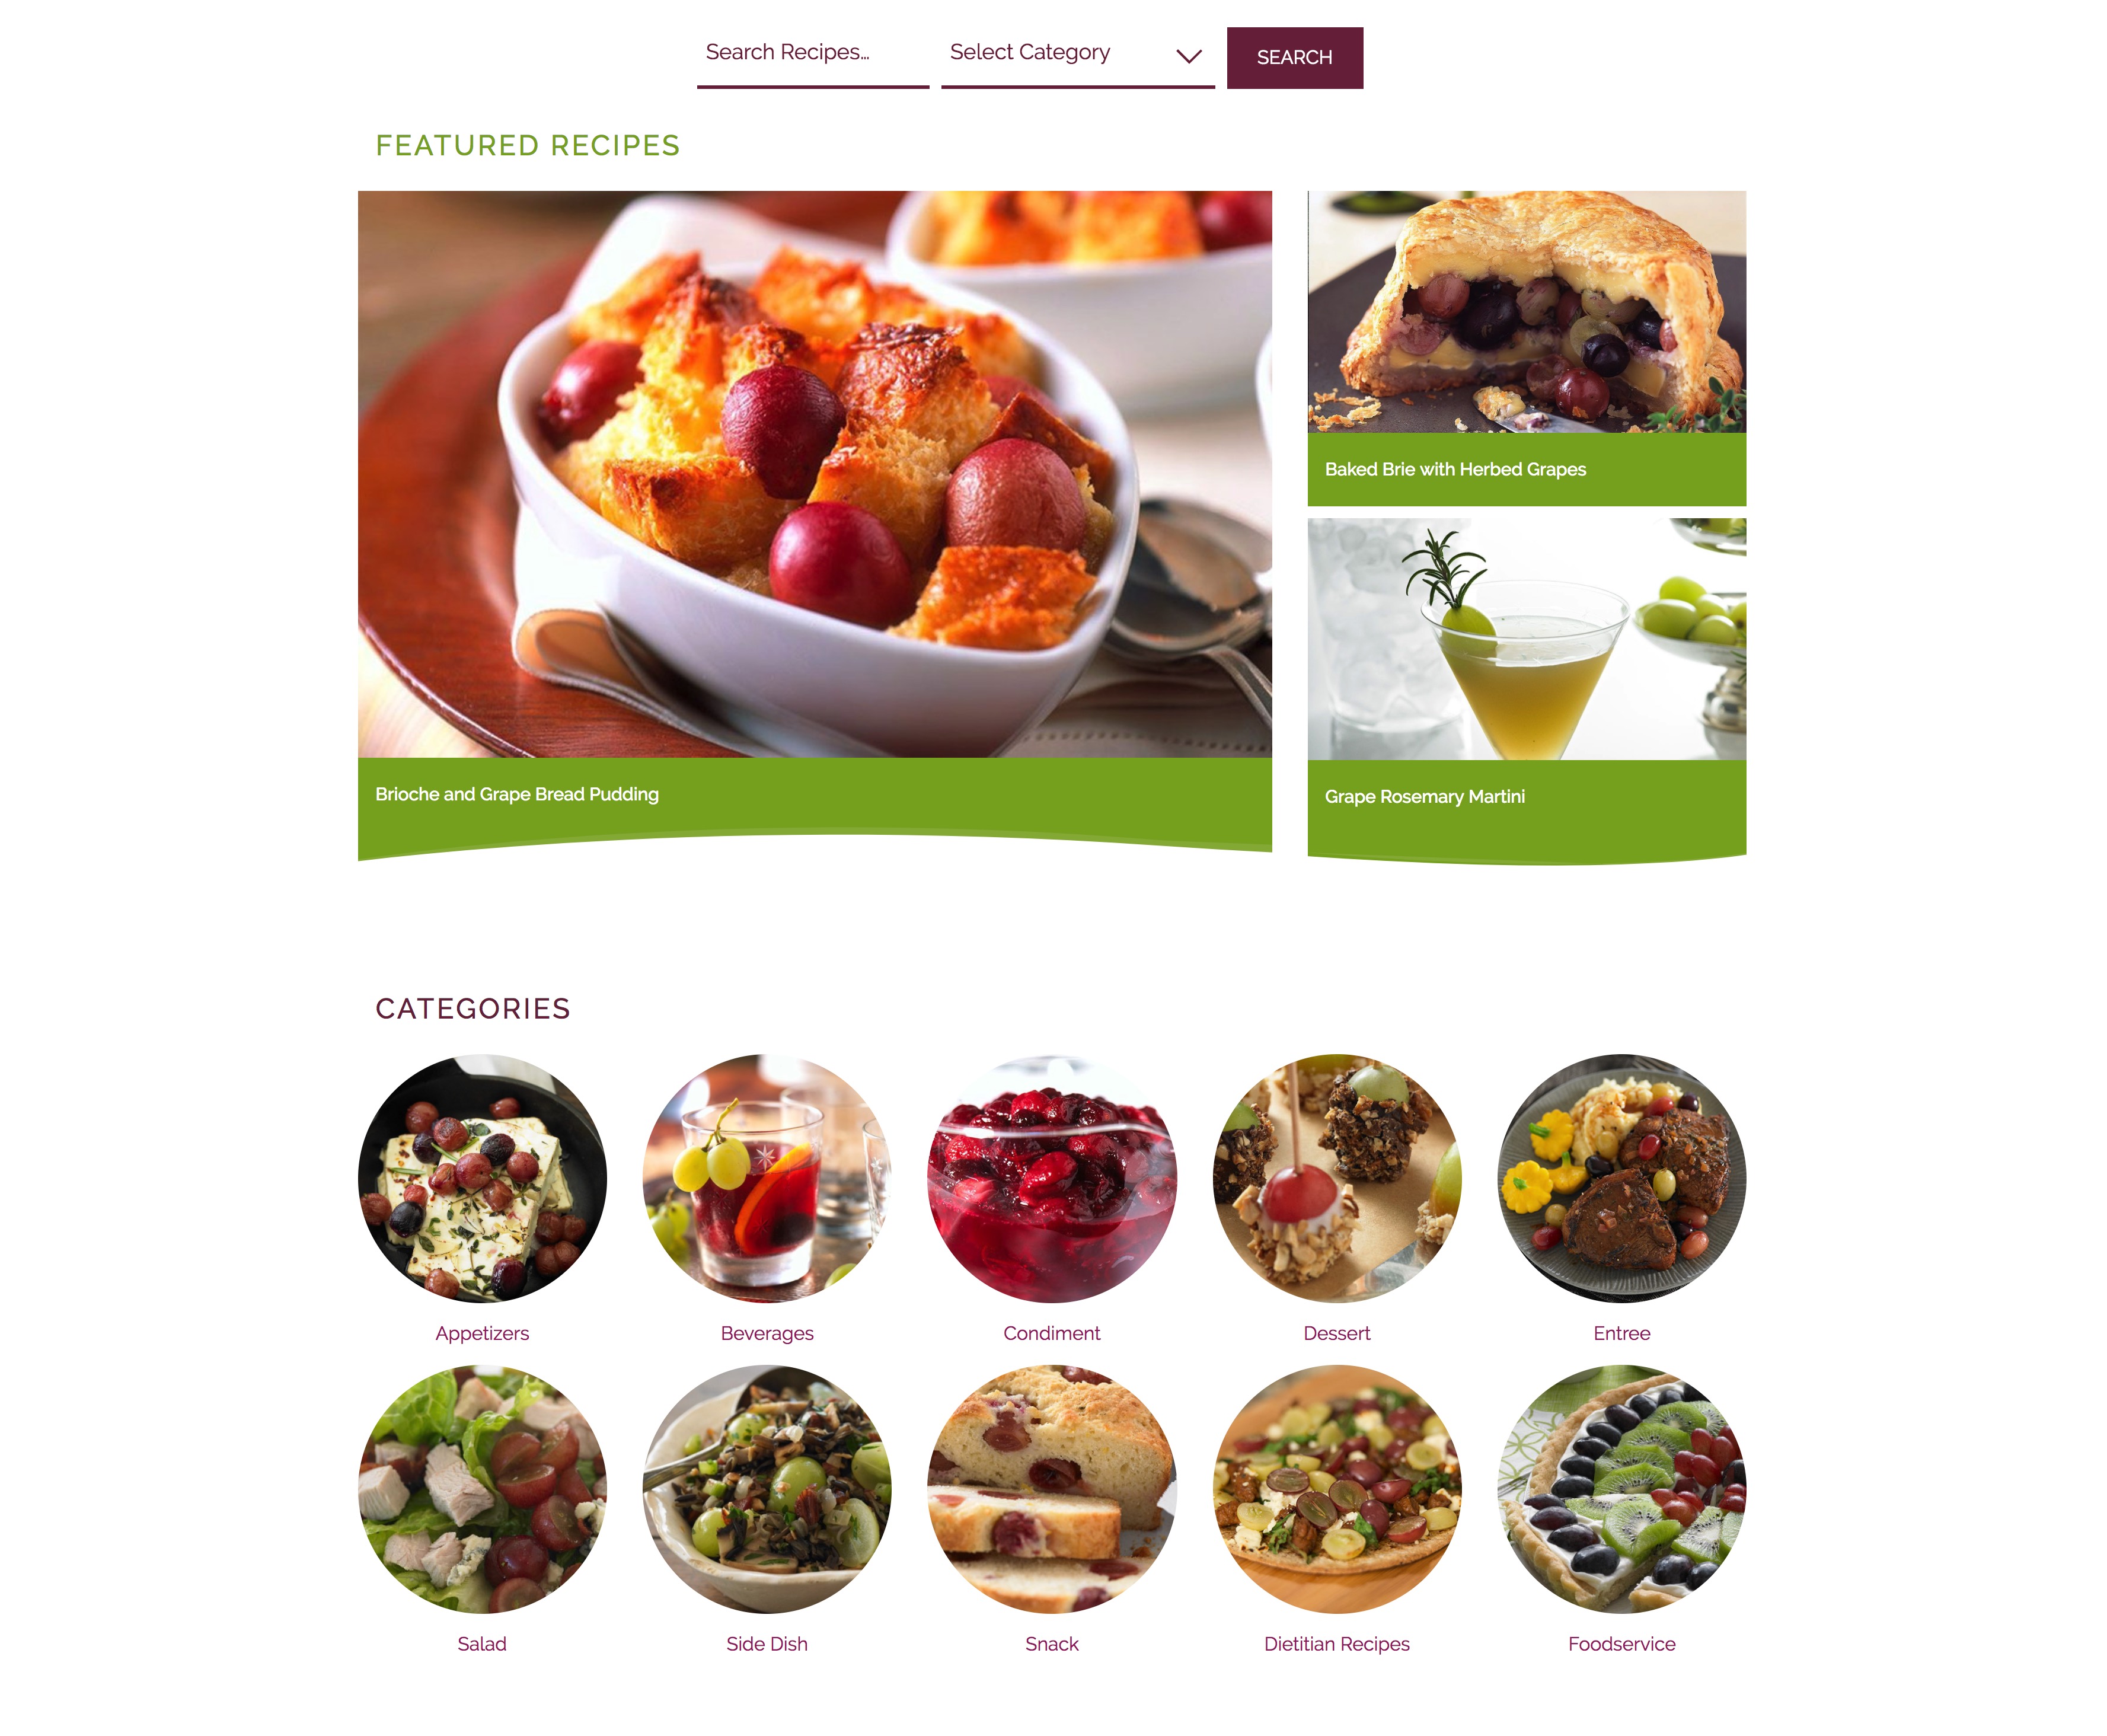 Search Recipes...
Select Category
SEARCH
FEATURED RECIPES
Brioche and Grape Bread Pudding
Baked Brie with Herbed Grapes
Grape Rosemary Martini
CATEGORIES
Appetizers
Beverages
Condiment
Dessert
Entree
Salad
Side Dish
Snack
Dietitian Recipes
Foodservice